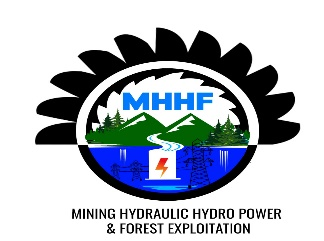 MHHF
MINING HYDRAULIC HYDRO POWER
& FOREST EXPLOITATION